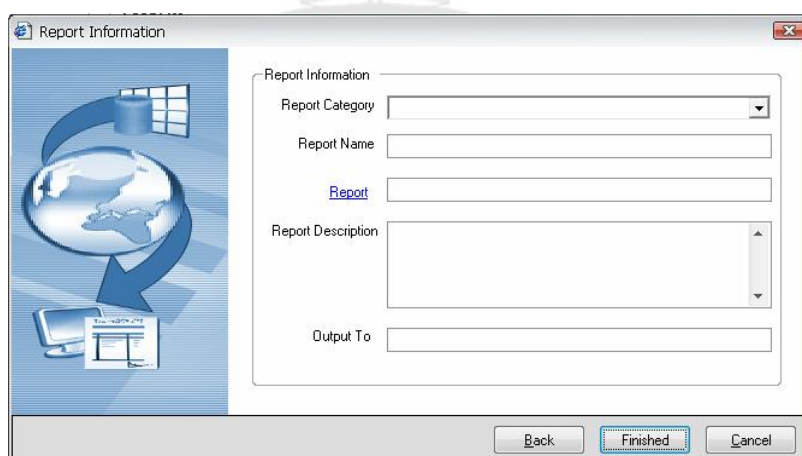 Report Information
Report Information
Report Category
Report Name
Report
Report Description
Output To
Back
Finished
Cancel